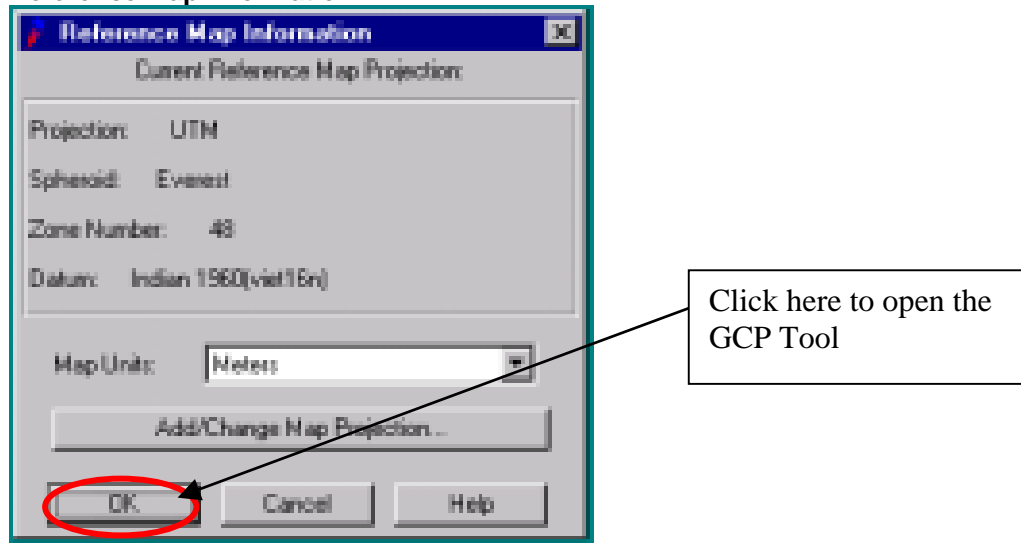 Reference Map Information
Current Reference Map Projection:
Projection: UTM
Spheroid: Everest
Zone Number: 48
Datum: Indian 1960(viet16n)
Click here to open the
GCP Tool
Map Units: Meters
Add/Change Map Projection...
OK Cancel Help